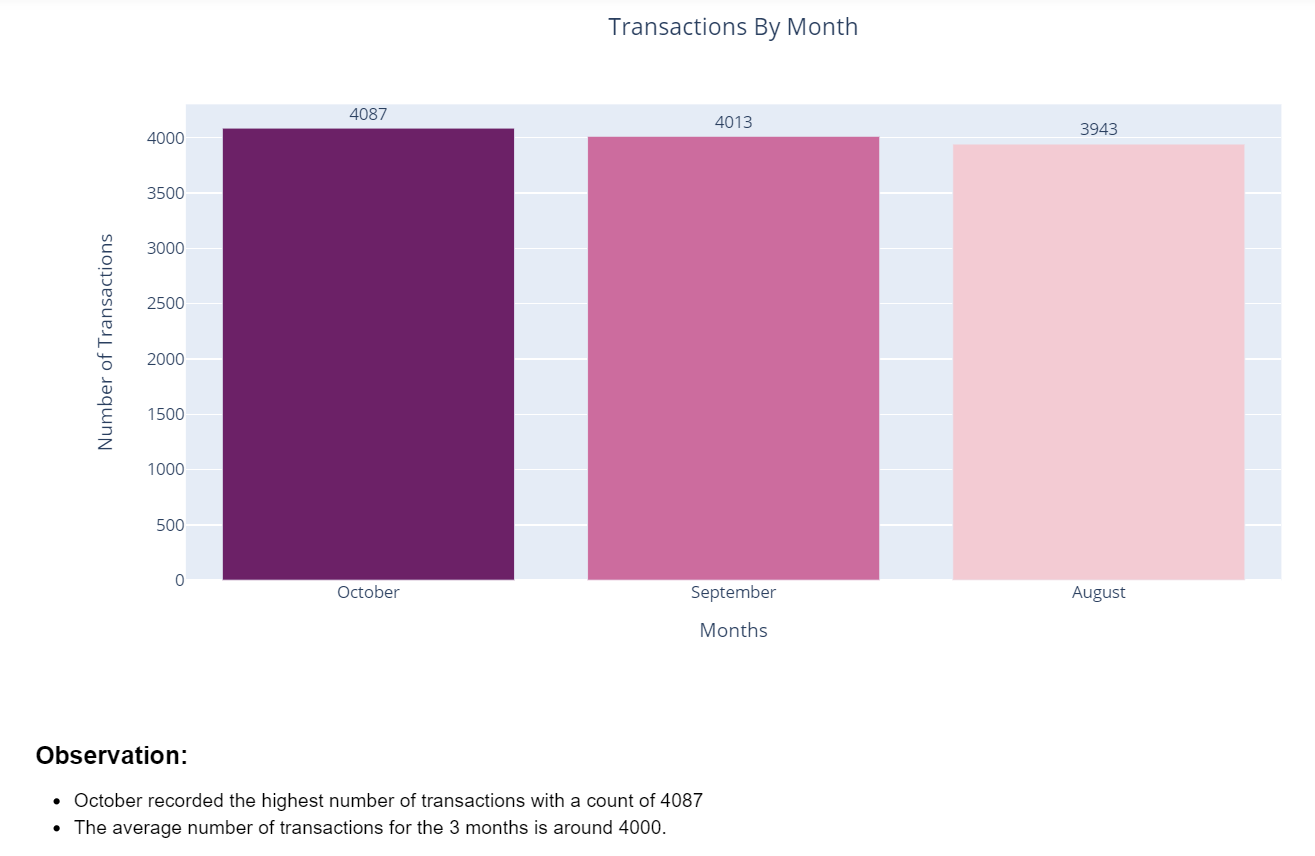 Transactions By Month
4087
4013
3943
4000
3500
3000
2500
2000
1500
1000
500
0
Number of Transactions
October
September
August
Months
Observation:
• October recorded the highest number of transactions with a count of 4087
• The average number of transactions for the 3 months is around 4000.